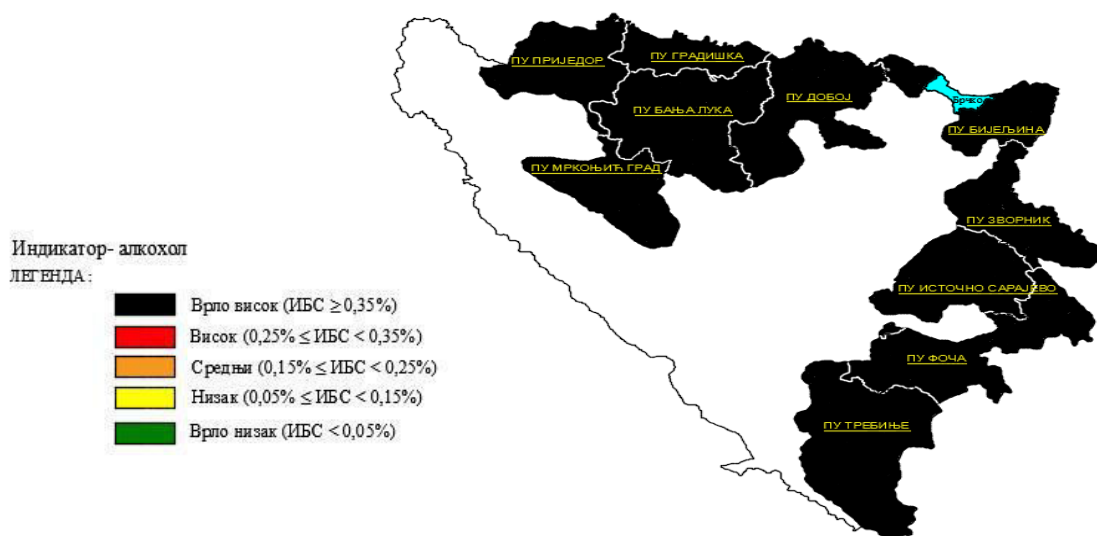 ПУ ПРИЈЕДОР
ПУ ГРАДИШКА
ПУ БАЊА ЛУКА
ПУ ДОБОЈ
Брчко
ПУ БИЈЕЉИНА
ПУ МРКОЊИЋ ГРАД
ПУ ЗВОРНИК
ПУ ИСТОЧНО САРАЈЕВО
ПУ ФОЧА
ПУ ТРЕБИЊЕ
Индикатор- алкохол
ЛЕГЕНДА :
Врло висок (ИБС ≥ 0,35%)
Висок (0,25% ≤ ИБС < 0,35%)
Средњи (0,15% ≤ ИБС < 0,25%)
Низак (0,05% ≤ ИБС < 0,15%)
Врло низак (ИБС < 0,05%)